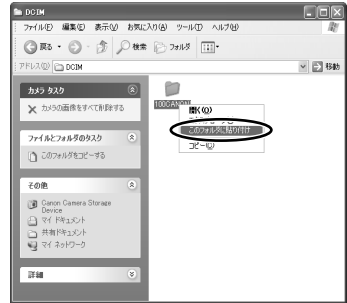 DCIM
ファイル(F) 編集(E) 表示(V) お気に入り(A) ツール(T) ヘルプ(H)
戻る 検索 フォルダ
アドレス(D) DCIM 移動
カメラ タスク
カメラの画像をすべて削除する
ファイルとフォルダのタスク
このフォルダをコピーする
その他
Canon Camera Storage
Device
マイ ドキュメント
共有ドキュメント
マイ ネットワーク
詳細
開く(O)
このフォルダに貼り付け
コピー(C)